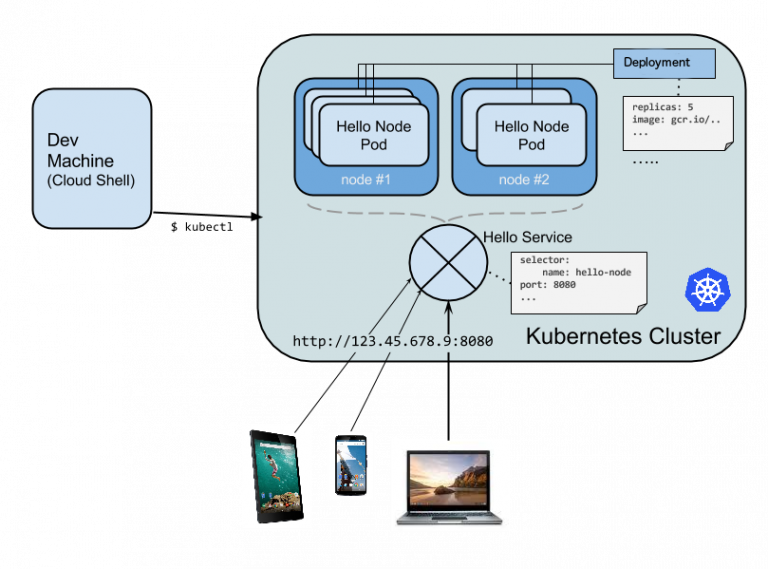 Deployment
replicas: 5
image: gcr.io/..
...
.....
Hello Node
Pod
node #1
Hello Node
Pod
node #2
Dev
Machine
(Cloud Shell)
$ kubectl
Hello Service
selector:
name: hello-node
port: 8080
...
http://123.45.678.9:8080
Kubernetes Cluster